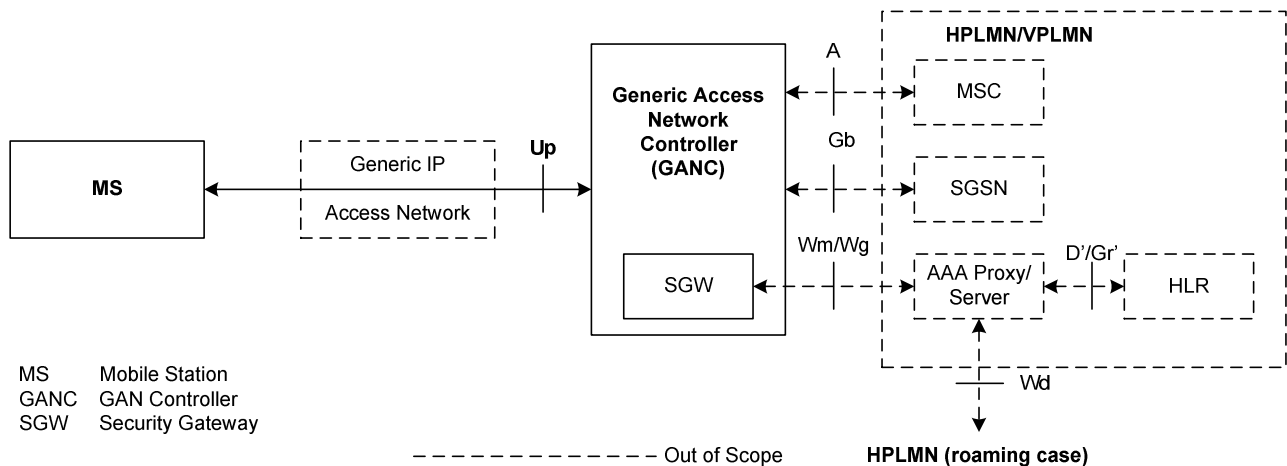 HPLMN/VPLMN
A
MSC
Generic Access
Network
Controller
(GANC)
Gb
Up
Generic IP
MS
SGSN
Access Network
Wm/Wg
D’/Gr’
SGW
AAA Proxy/
Server
HLR
MS Mobile Station
GANC GAN Controller
SGW Security Gateway
Wd
Out of Scope
HPLMN (roaming case)